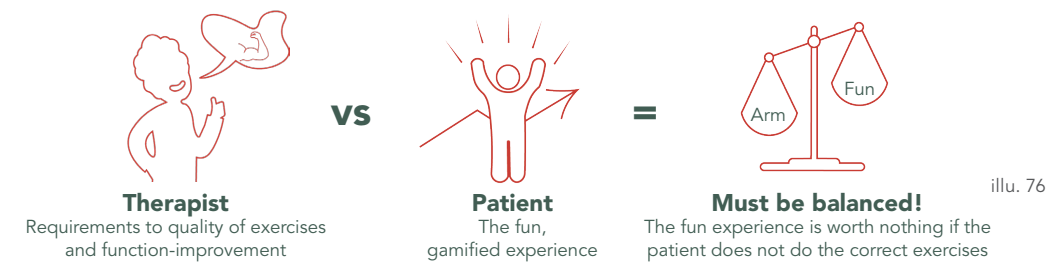 vs
=
Arm
Fun
Therapist
Requirements to quality of exercises
and function-improvement
Patient
The fun,
gamified experience
Must be balanced!
The fun experience is worth nothing if the
patient does not do the correct exercises
illu. 76